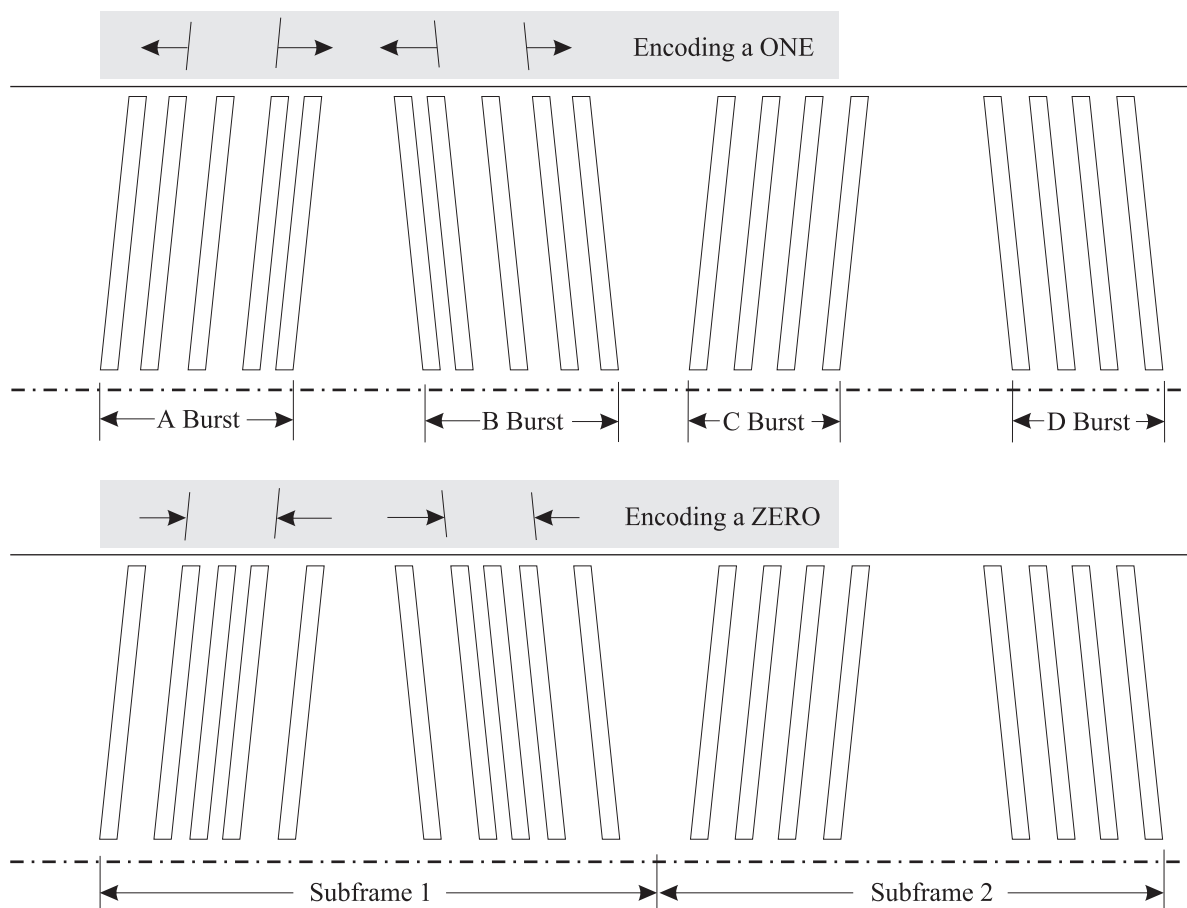 Encoding a ONE
A Burst
B Burst
C Burst
D Burst
Encoding a ZERO
Subframe 1
Subframe 2